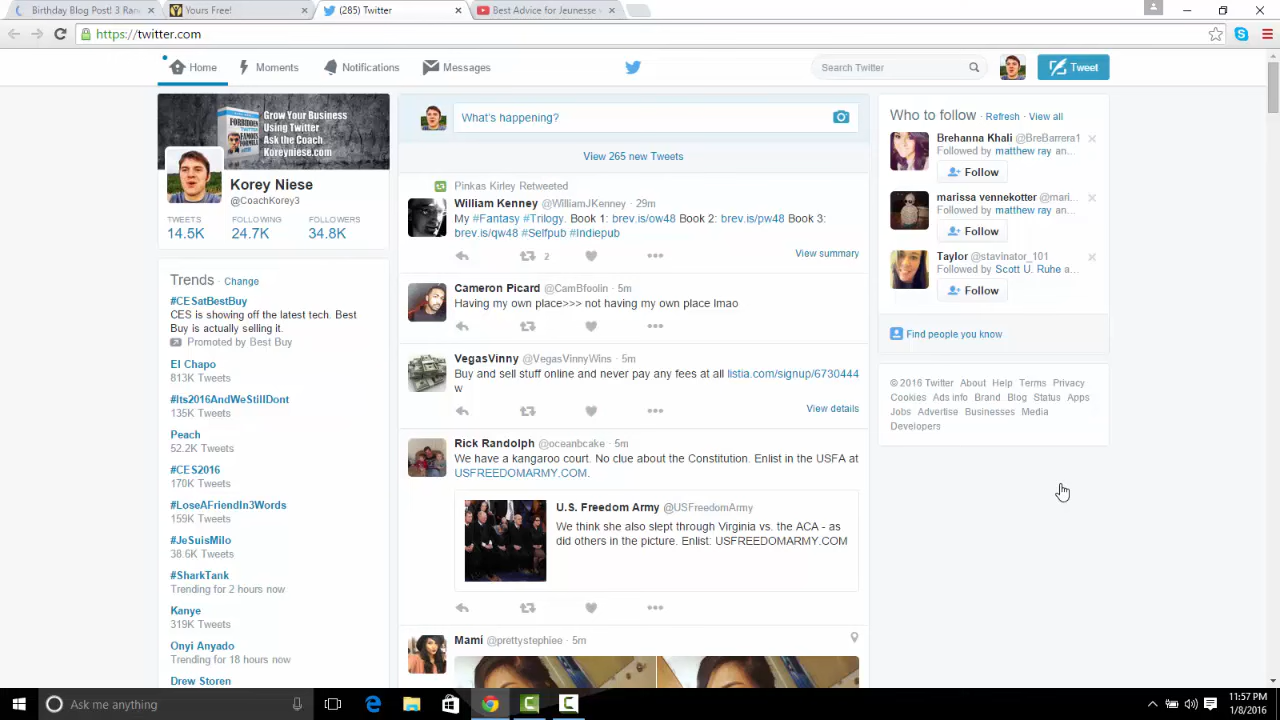 Birthday Blog Post! 3 Ran
Yours Free!
(285) Twitter
Best Advice for Jeunesse
https://twitter.com
Home
Moments
Notifications
Messages
Search Twitter
Tweet
Grow Your Business
Using Twitter
Ask the Coach
Koreyniese.com
FORBIDDEN
TWITTER
FAMOUS
FORMULA
Korey Niese
@CoachKorey3
TWEETS FOLLOWING FOLLOWERS
14.5K 24.7K 34.8K
Trends Change
#CESatBestBuy
CES is showing off the latest tech. Best
Buy is actually selling it.
Promoted by Best Buy
El Chapo
813K Tweets
#Its2016AndWeStillDont
135K Tweets
Peach
52.2K Tweets
#CES2016
170K Tweets
#LoseAFriendIn3Words
159K Tweets
#JeSuisMilo
38.6K Tweets
#SharkTank
Trending for 2 hours now
Kanye
319K Tweets
Onyi Anyado
Trending for 18 hours now
Drew Storen
What's happening?
View 265 new Tweets
Pinkas Kirley Retweeted
William Kenney @WilliamJKenney · 29m
My #Fantasy #Trilogy. Book 1: brev.is/ow48 Book 2: brev.is/pw48 Book 3:
brev.is/qw48 #Selfpub #Indiepub
2
View summary
Cameron Picard @CamBfoolin · 5m
Having my own place>>> not having my own place lmao
VegasVinny @VegasVinnyWins · 5m
Buy and sell stuff online and never pay any fees at all listia.com/signup/6730444
w
View details
Rick Randolph @oceanbcake · 5m
We have a kangaroo court. No clue about the Constitution. Enlist in the USFA at
USFREEDOMARMY.COM.
U.S. Freedom Army @USFreedomArmy
We think she also slept through Virginia vs. the ACA - as
did others in the picture. Enlist: USFREEDOMARMY.COM
Mami @prettystephiee · 5m
Who to follow · Refresh · View all
Brehanna Khali @BreBarrera1
Followed by matthew ray an...
Follow
marissa vennekotter @mari...
Followed by matthew ray an...
Follow
Taylor @stavinator_101
Followed by Scott U. Ruhe a...
Follow
Find people you know
© 2016 Twitter About Help Terms Privacy
Cookies Ads info Brand Blog Status Apps
Jobs Advertise Businesses Media
Developers
Ask me anything
11:57 PM
1/8/2016